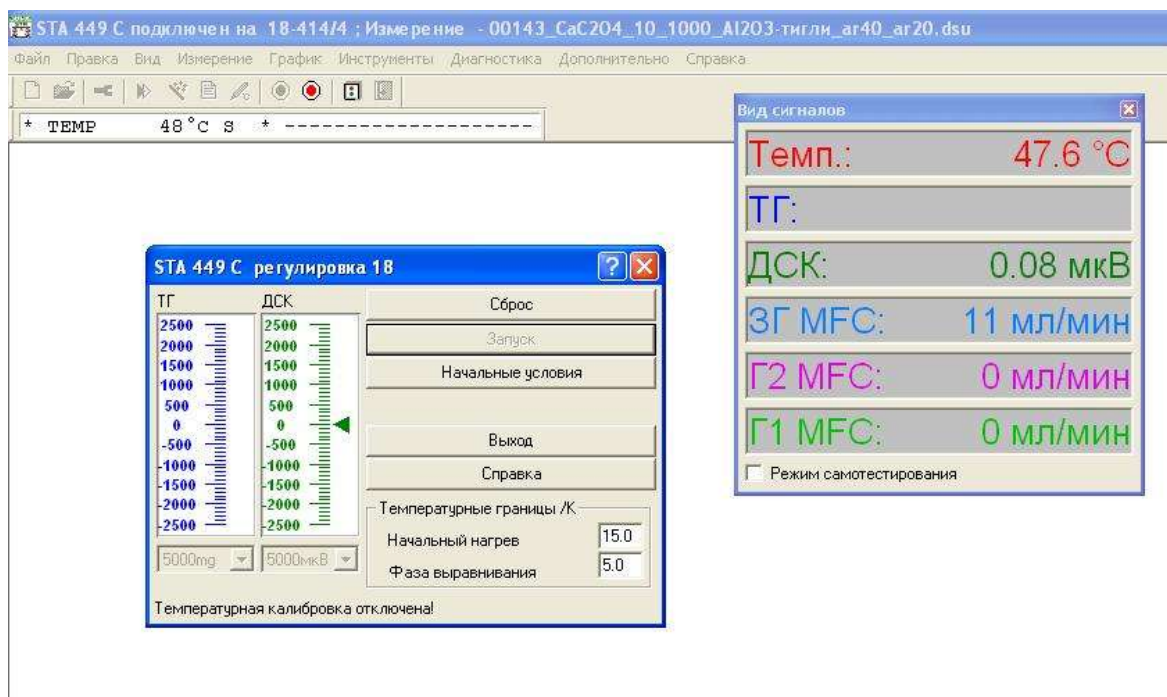 STA 449 C подключен на 18-414/4 ; Измерение - 00143_CaC2O4_10_1000_Al2O3-тигли_ar40_ar20.dsu
Файл Правка Вид Измерение График Инструменты Диагностика Дополнительно Справка
* TEMP 48°C S * --------------------
Вид сигналов
Темп.: 47.6 °C
ТГ:
ДСК: 0.08 мкВ
ЗГ MFC: 11 мл/мин
Г2 MFC: 0 мл/мин
Г1 MFC: 0 мл/мин
Режим самотестирования
STA 449 C регулировка 18
ТГ ДСК
2500 2500
2000 2000
1500 1500
1000 1000
500 500
0 0
-500 -500
-1000 -1000
-1500 -1500
-2000 -2000
-2500 -2500
5000mg 5000мкВ
Сброс
Запуск
Начальные условия
Выход
Справка
Температурные границы /К
Начальный нагрев 15.0
Фаза выравнивания 5.0
Температурная калибровка отключена!